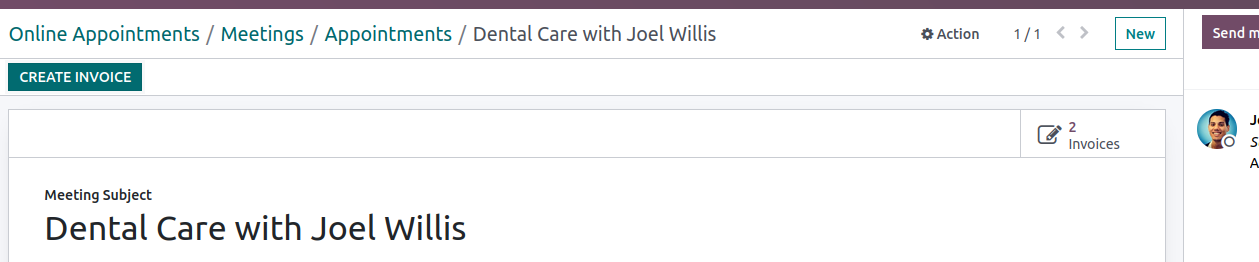 Online Appointments / Meetings / Appointments / Dental Care with Joel Willis
Action
1 / 1
New
Send m
CREATE INVOICE
2
Invoices
Meeting Subject
Dental Care with Joel Willis